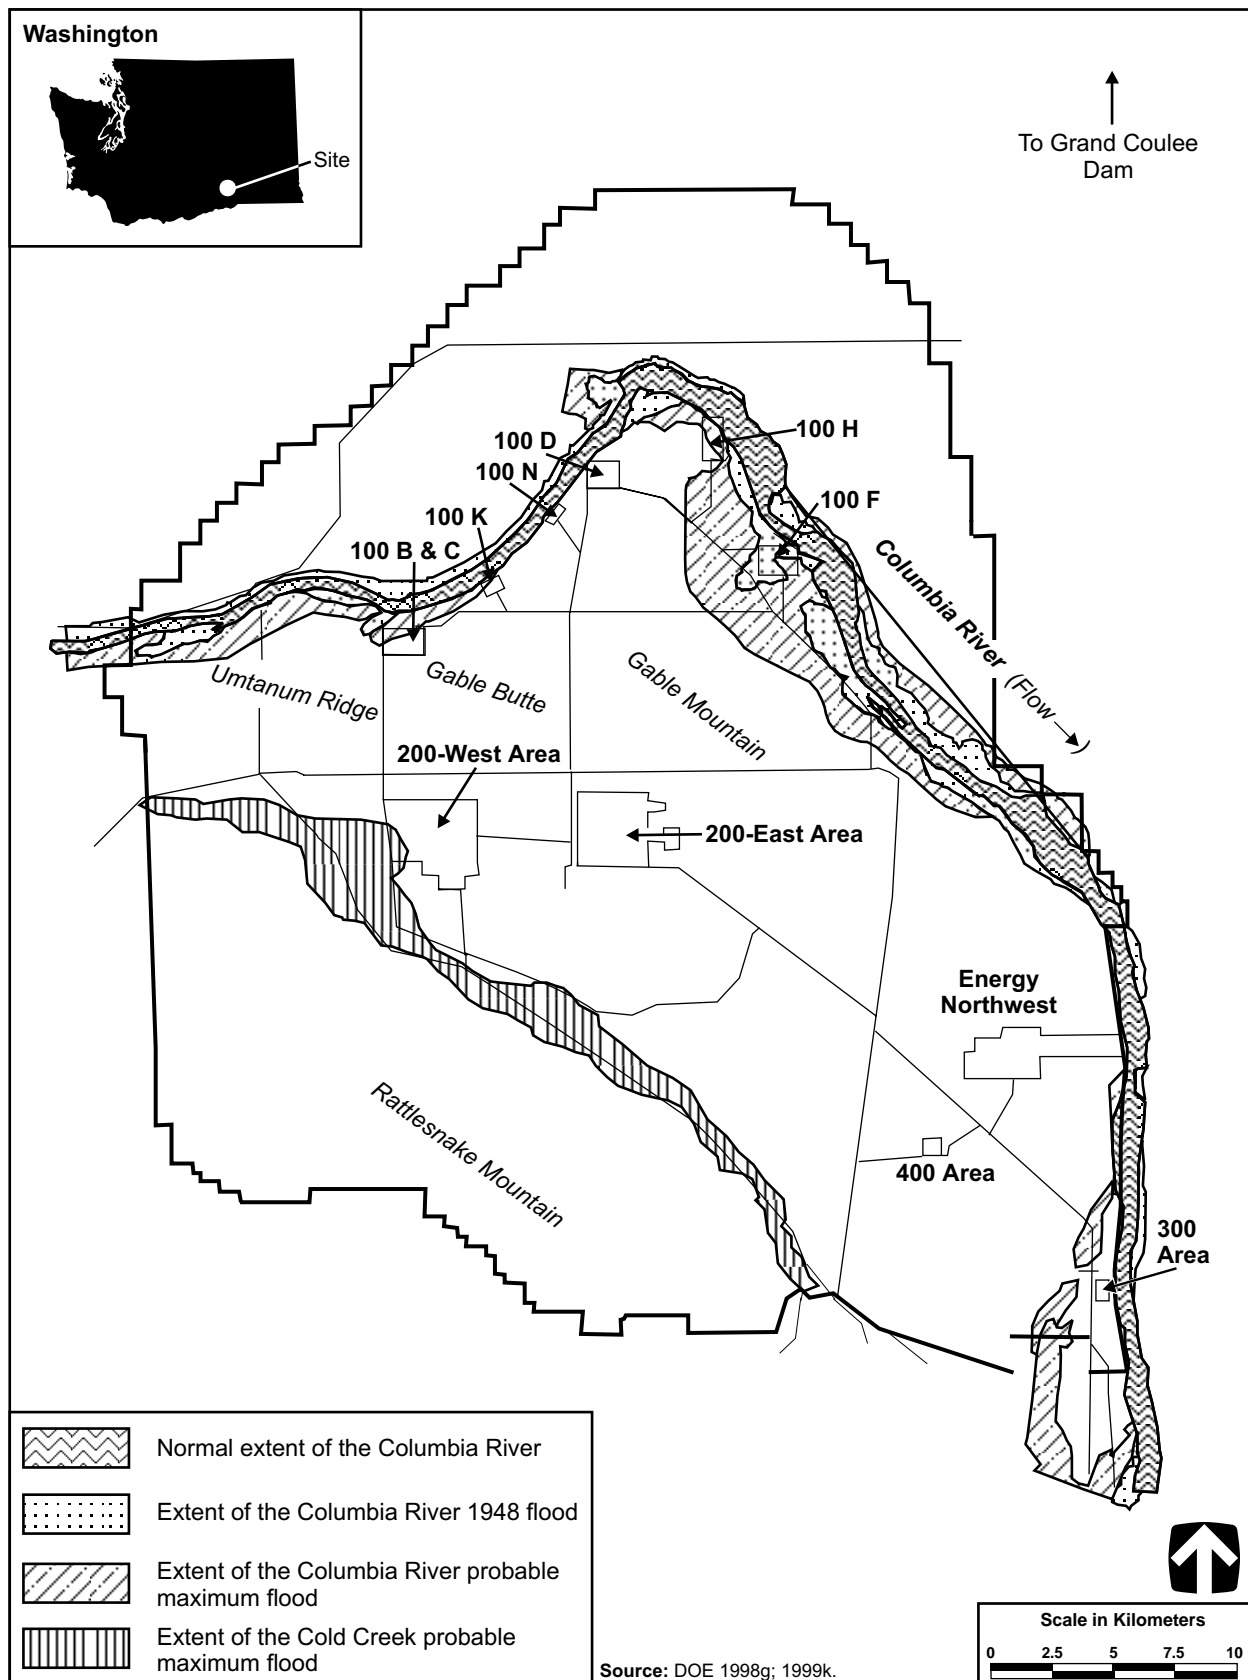 Washington
Site
To Grand Coulee
Dam
100 H
100 D
100 N
100 F
100 K
100 B & C
Columbia River (Flow
)
Umtanum Ridge
Gable Butte
Gable Mountain
200-West Area
200-East Area
Energy
Northwest
Rattlesnake Mountain
400 Area
300
Area
Normal extent of the Columbia River
Extent of the Columbia River 1948 flood
Extent of the Columbia River probable
maximum flood
Extent of the Cold Creek probable
maximum flood
Source: DOE 1998g; 1999k.
Scale in Kilometers
0 2.5 5 7.5 10